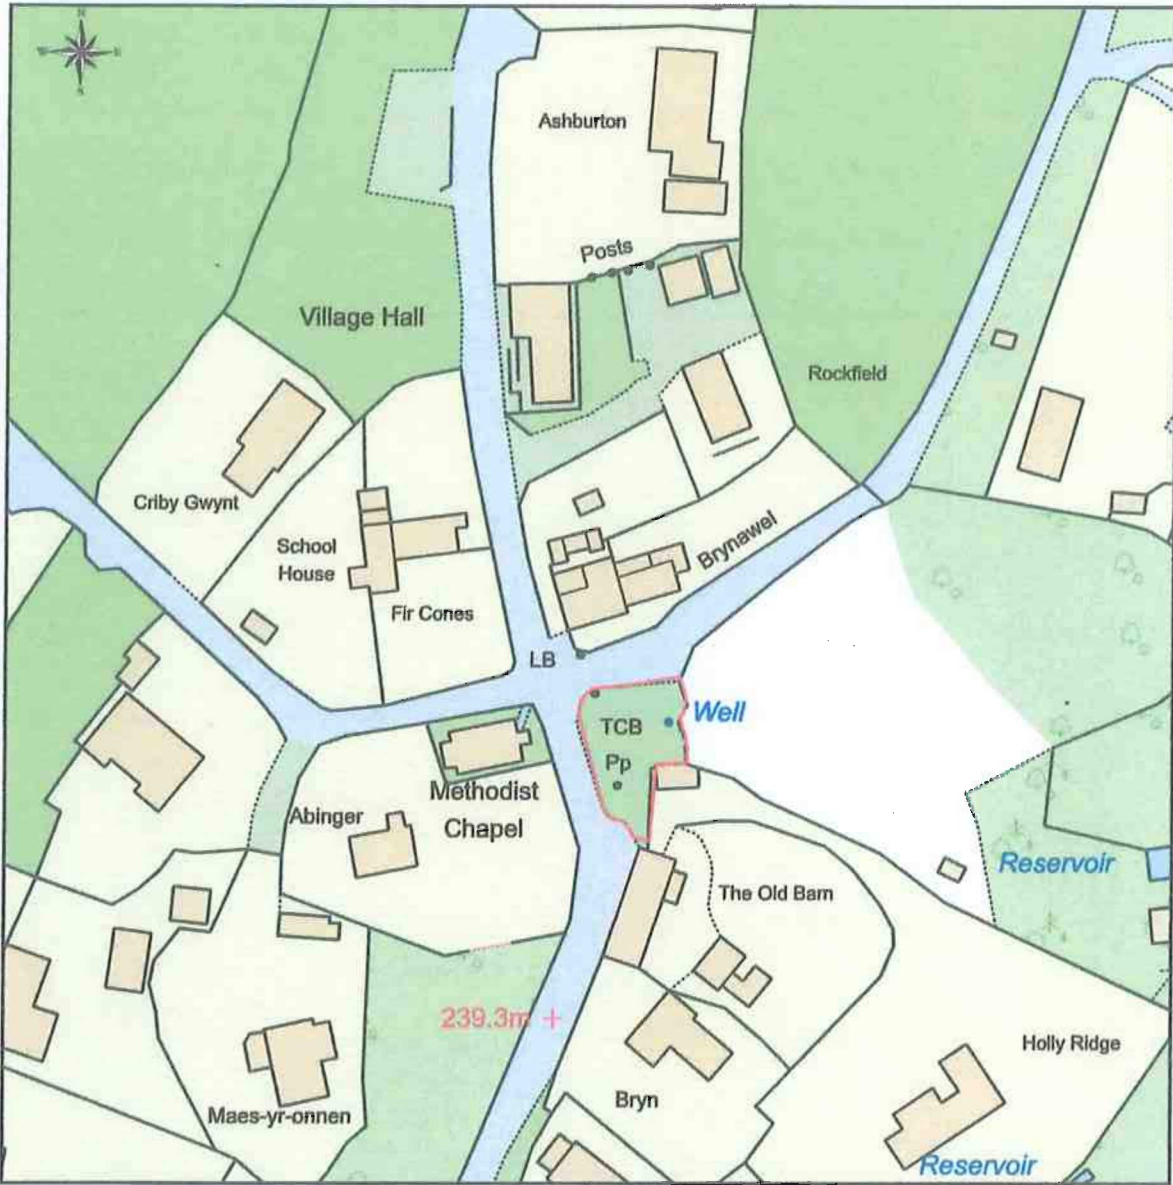 N
Ashburton
Posts
Village Hall
Rockfield
Criby Gwynt
School
House
Brynawel
Fir Cones
LB
TCB
Well
Pp
Methodist
Chapel
Abinger
Reservoir
The Old Barn
239.3m
Holly Ridge
Bryn
Maes-yr-onnen
Reservoir